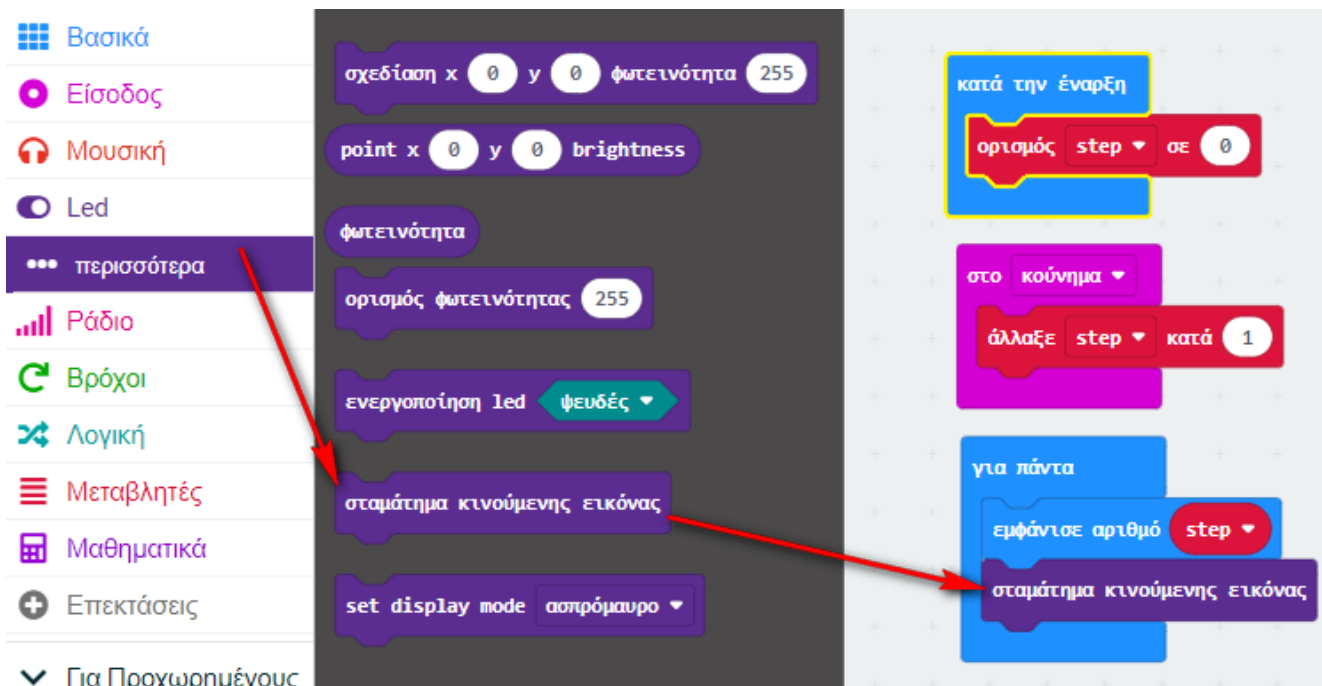 Βασικά
Είσοδος
Μουσική
Led
περισσότερα
Ράδιο
Βρόχοι
Λογική
Μεταβλητές
Μαθηματικά
Επεκτάσεις
Για Προχωρημένους
σχεδίαση x 0 y 0 φωτεινότητα 255
point x 0 y 0 brightness
φωτεινότητα
ορισμός φωτεινότητας 255
ενεργοποίηση led ψευδές
σταμάτημα κινούμενης εικόνας
set display mode ασπρόμαυρο
κατά την έναρξη
ορισμός step σε 0
στο κούνημα
άλλαξε step κατά 1
για πάντα
εμφάνισε αριθμό step
σταμάτημα κινούμενης εικόνας